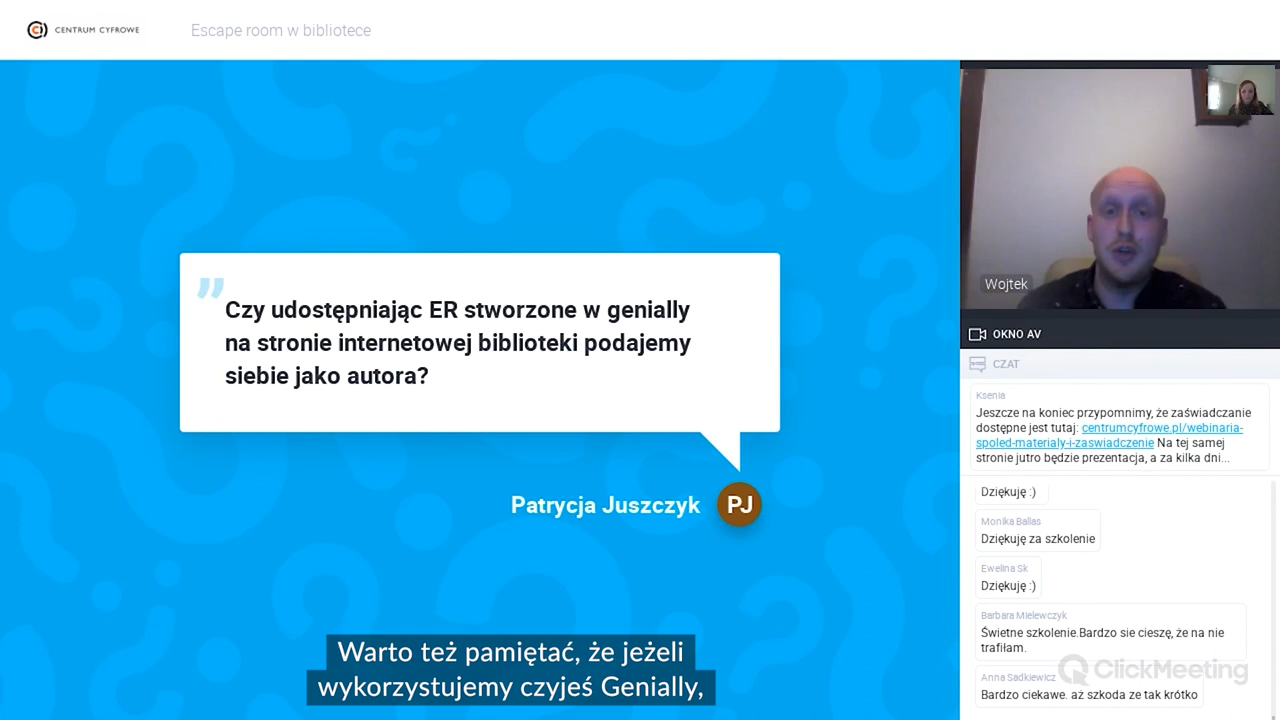 CENTRUM CYFROWE
Escape room w bibliotece
Czy udostępniając ER stworzone w genially
na stronie internetowej biblioteki podajemy
siebie jako autora?
Patrycja Juszczyk
PJ
Warto też pamiętać, że jeżeli
wykorzystujemy czyjeś Genially,
Wojtek
OKNO AV
CZAT
Ksenia
Jeszcze na koniec przypomnimy, że zaświadczanie
dostępne jest tutaj: centrumcyfrowe.pl/webinaria-
spoled-materialy-i-zaswiadczenie Na tej samej
stronie jutro będzie prezentacja, a za kilka dni...
Dziękuję :)
Monika Ballas
Dziękuję za szkolenie
Ewelina Sk
Dziękuję :)
Barbara Mielewczyk
Świetne szkolenie.Bardzo sie cieszę, że na nie
trafiłam.
Anna Sadkiewicz
Bardzo ciekawe. aż szkoda ze tak krótko
ClickMeeting